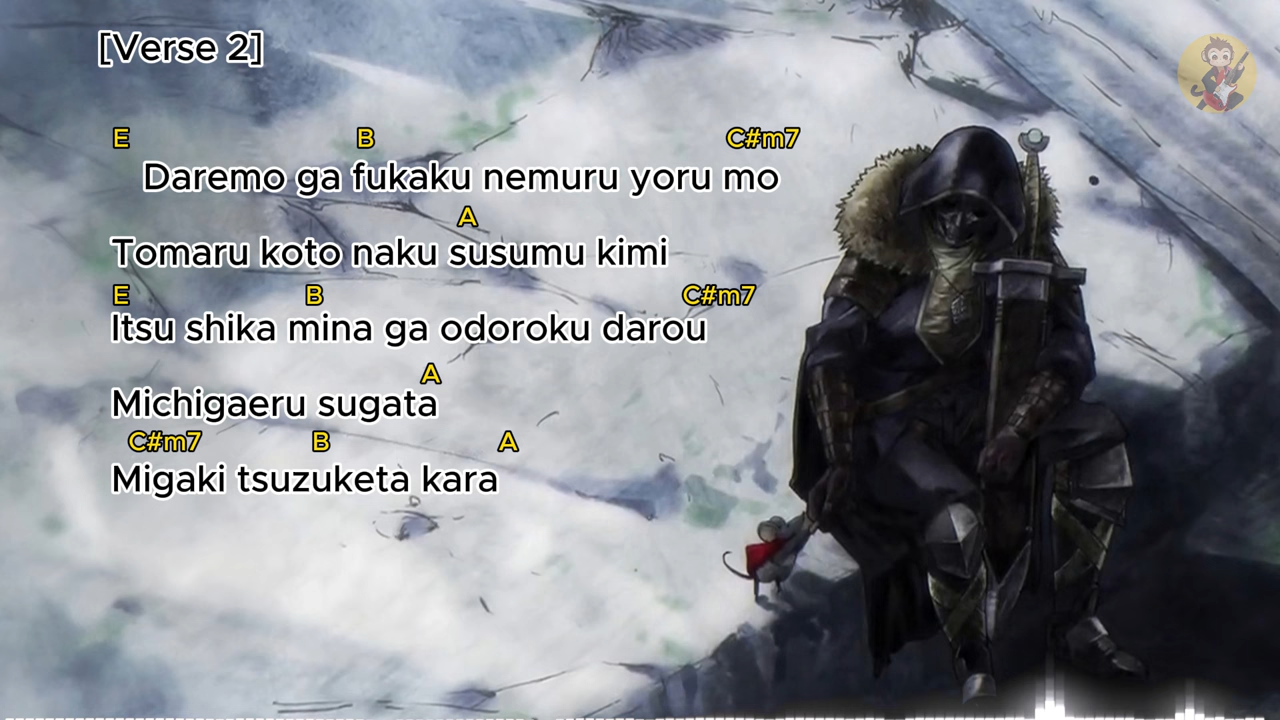 [Verse 2]
E B C#m7
Daremo ga fukaku nemuru yoru mo
A
Tomaru koto naku susumu kimi
E B C#m7
Itsu shika mina ga odoroku darou
A
Michigaeru sugata
C#m7 B A
Migaki tsuzuketa kara